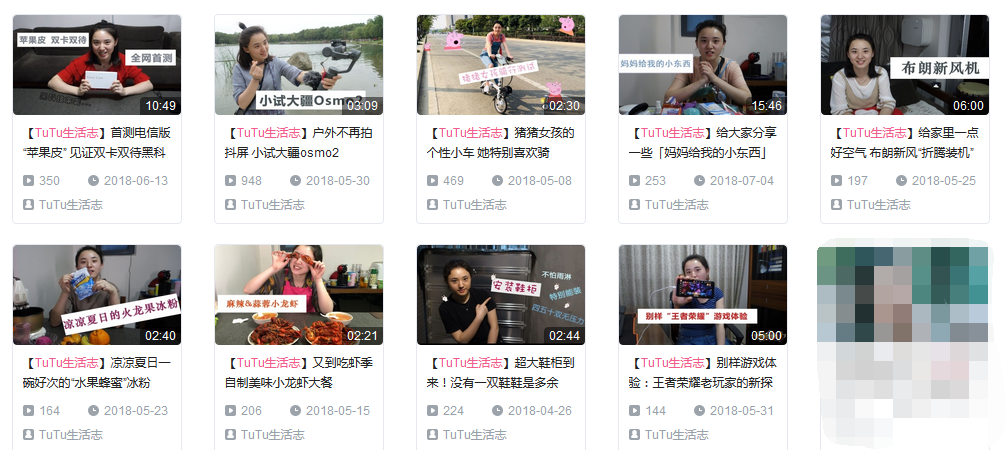 苹果皮 双卡双待
全网首测
10:49
【TuTu生活志】首测电信版
“苹果皮” 见证双卡双待黑科
350 2018-06-13
TuTu生活志
小试大疆Osmo2
03:09
【TuTu生活志】户外不再拍
抖屏 小试大疆osmo2
948 2018-05-30
TuTu生活志
猪猪女孩骑行测试
02:30
【TuTu生活志】猪猪女孩的
个性小车 她特别喜欢骑
469 2018-05-08
TuTu生活志
妈妈给我的小东西
15:46
【TuTu生活志】给大家分享
一些「妈妈给我的小东西」
253 2018-07-04
TuTu生活志
布朗新风机
06:00
【TuTu生活志】给家里一点
好空气 布朗新风“折腾装机”
197 2018-05-25
TuTu生活志
凉凉夏日的火龙果冰粉
02:40
【TuTu生活志】凉凉夏日一
碗好次的“水果蜂蜜”冰粉
164 2018-05-23
TuTu生活志
麻辣&蒜蓉小龙虾
02:21
【TuTu生活志】又到吃虾季
自制美味小龙虾大餐
206 2018-05-15
TuTu生活志
不怕雨淋
安装鞋柜
特别能装
四五十双无压力
02:44
【TuTu生活志】超大鞋柜到
来！没有一双鞋鞋是多余
224 2018-04-26
TuTu生活志
别样“王者荣耀”游戏体验
05:00
【TuTu生活志】别样游戏体
验：王者荣耀老玩家的新探
144 2018-05-31
TuTu生活志